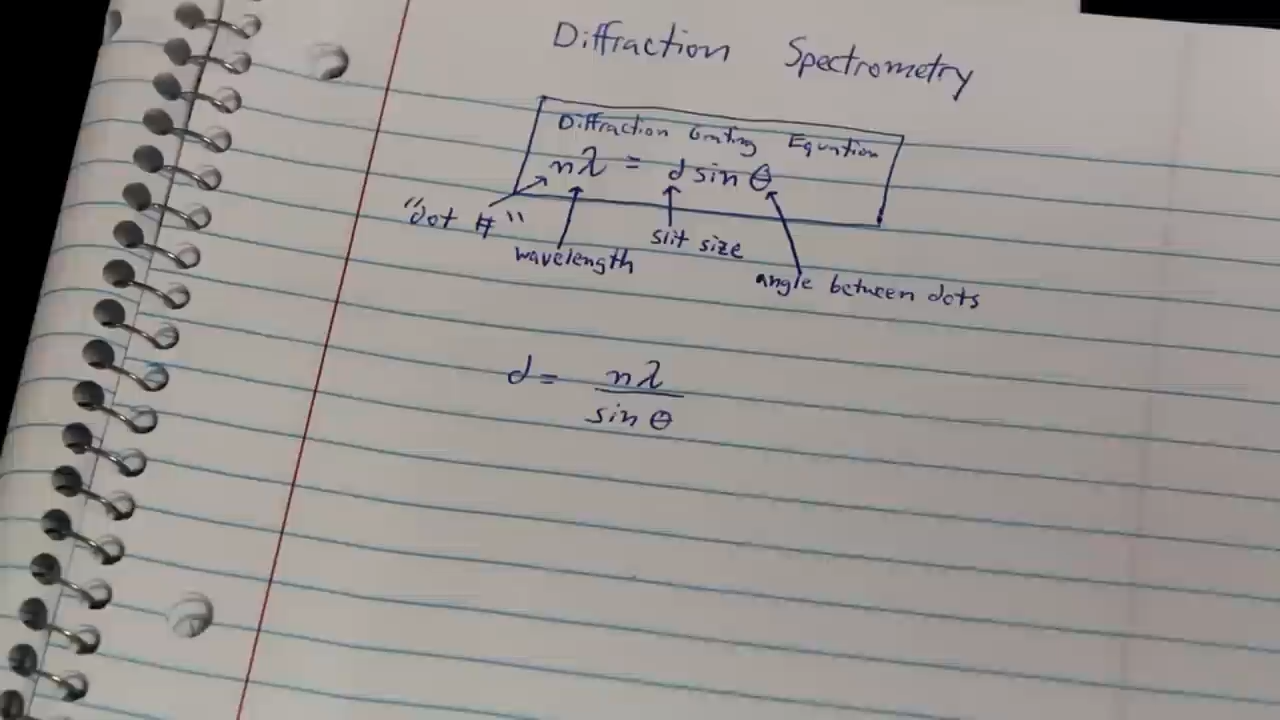 Diffraction Spectrometry
Diffraction Grating Equation
nλ = d sin θ
"dot #"
wavelength
slit size
angle between dots
d = nλ
sin θ